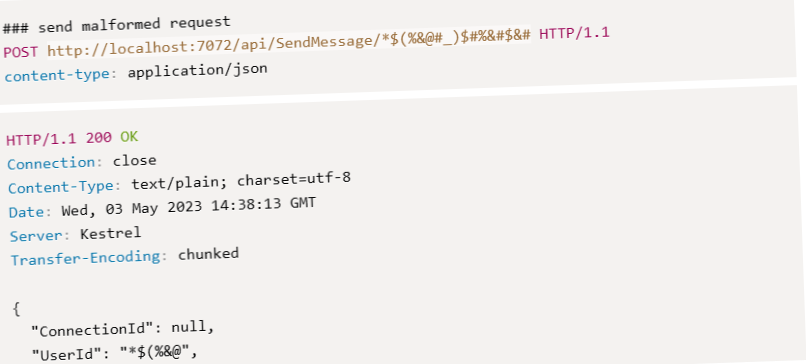 ### send malformed request
POST http://localhost:7072/api/SendMessage/*$(%&@#_)$#%&#$&# HTTP/1.1
content-type: application/json
HTTP/1.1 200 OK
Connection: close
Content-Type: text/plain; charset=utf-8
Date: Wed, 03 May 2023 14:38:13 GMT
Server: Kestrel
Transfer-Encoding: chunked
{
"ConnectionId": null,
"UserId": "*$(%&@",